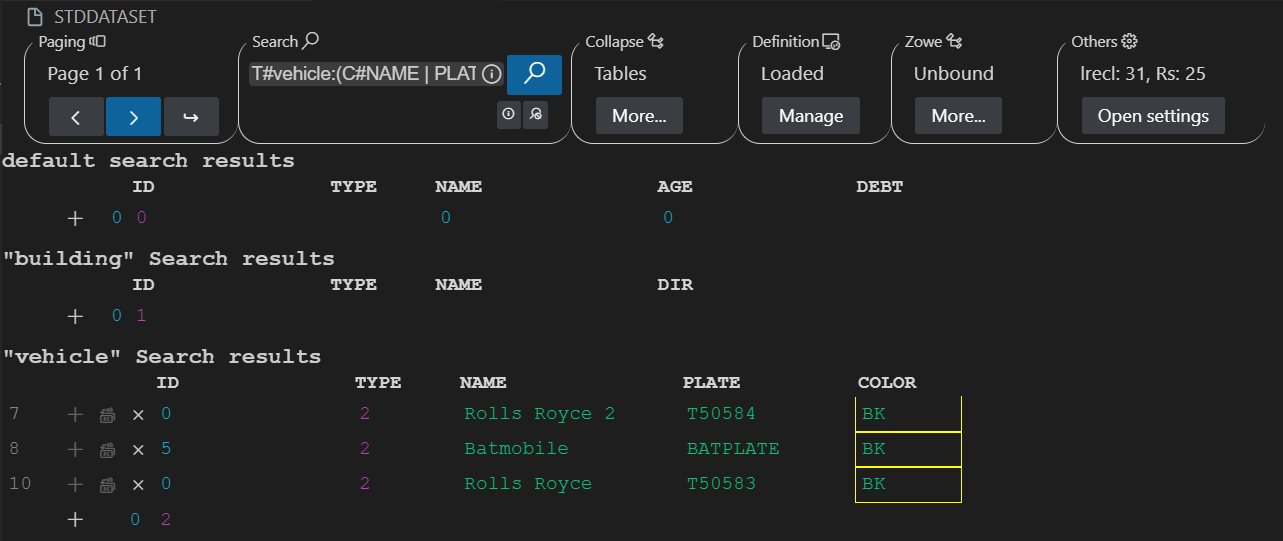 STDDATASET
Paging Search Collapse Definition Zowe Others
Page 1 of 1 T#vehicle:(C#NAME | PLAT Tables Loaded Unbound lrecl: 31, Rs: 25
More... Manage More... Open settings
default search results
ID TYPE NAME AGE DEBT
+ 0 0 0 0
"building" Search results
ID TYPE NAME DIR
+ 0 1
"vehicle" Search results
ID TYPE NAME PLATE COLOR
7 + × 0 2 Rolls Royce 2 T50584 BK
8 + × 5 2 Batmobile BATPLATE BK
10 + × 0 2 Rolls Royce T50583 BK
+ 0 2